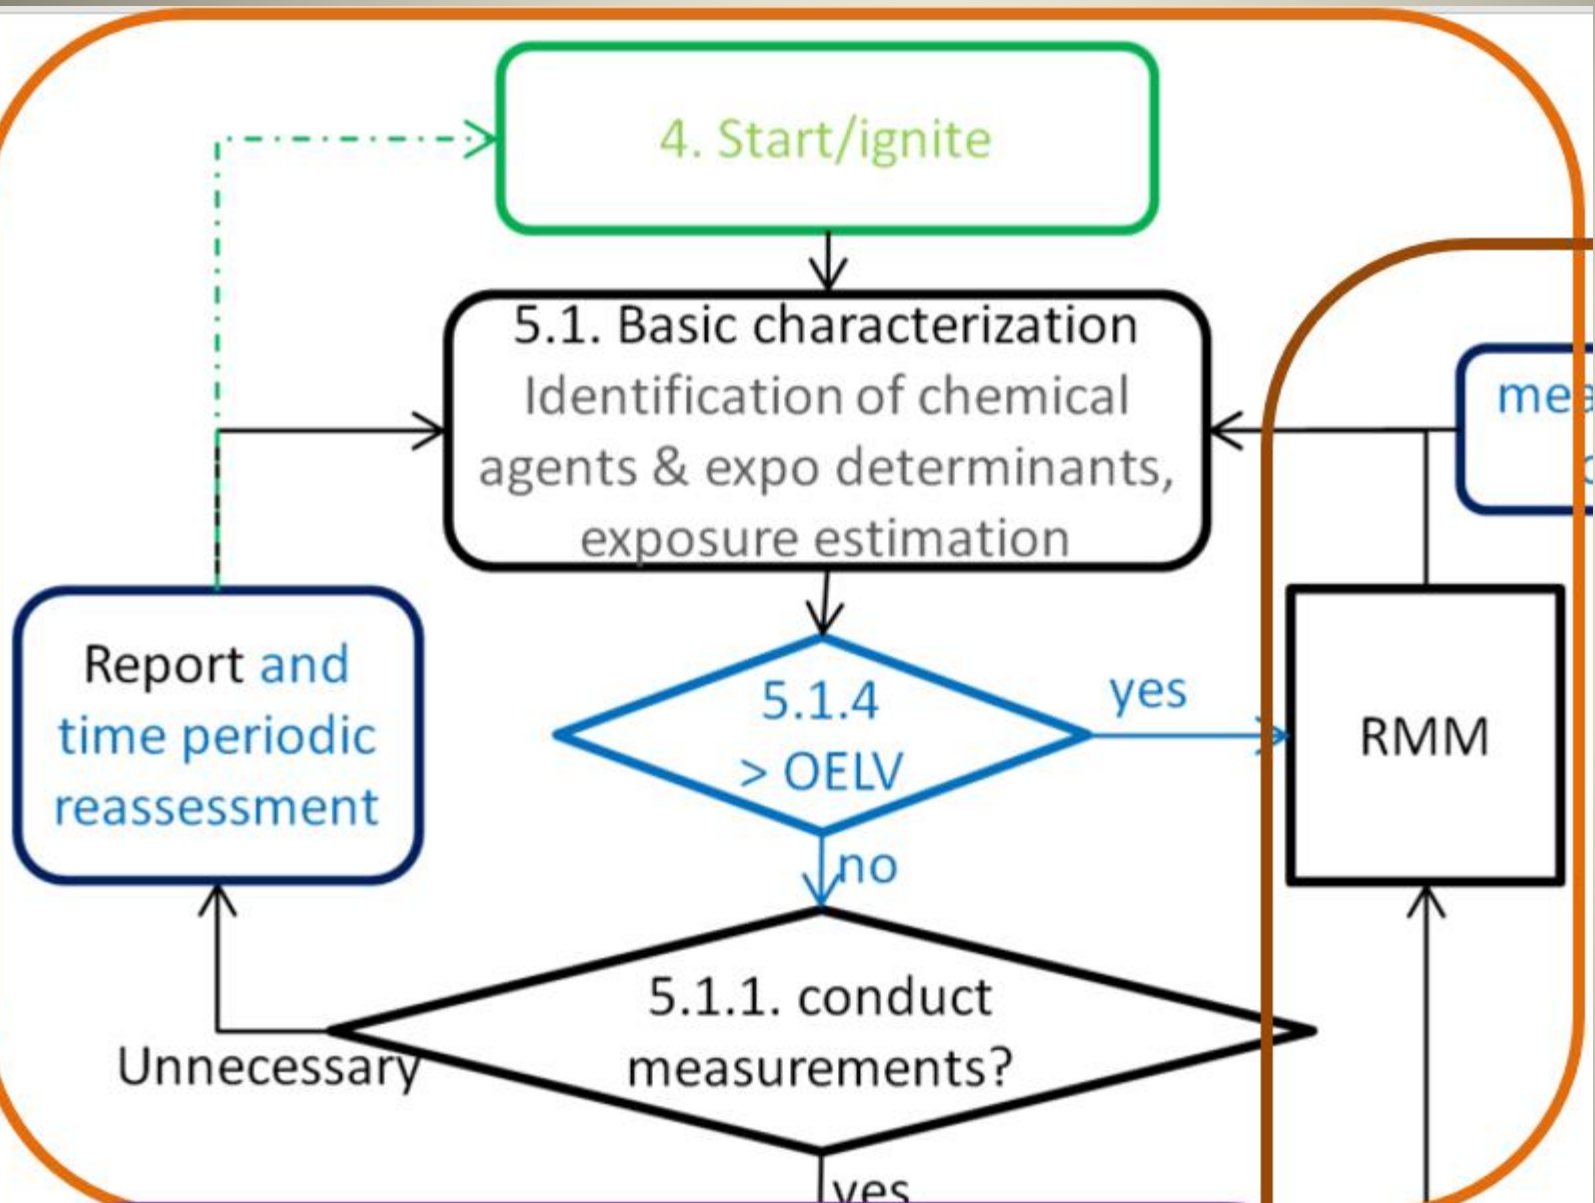 4. Start/ignite
5.1. Basic characterization
Identification of chemical
agents & expo determinants,
exposure estimation
Report and
time periodic
reassessment
5.1.4
> OELV
yes
RMM
no
5.1.1. conduct
measurements?
Unnecessary
yes